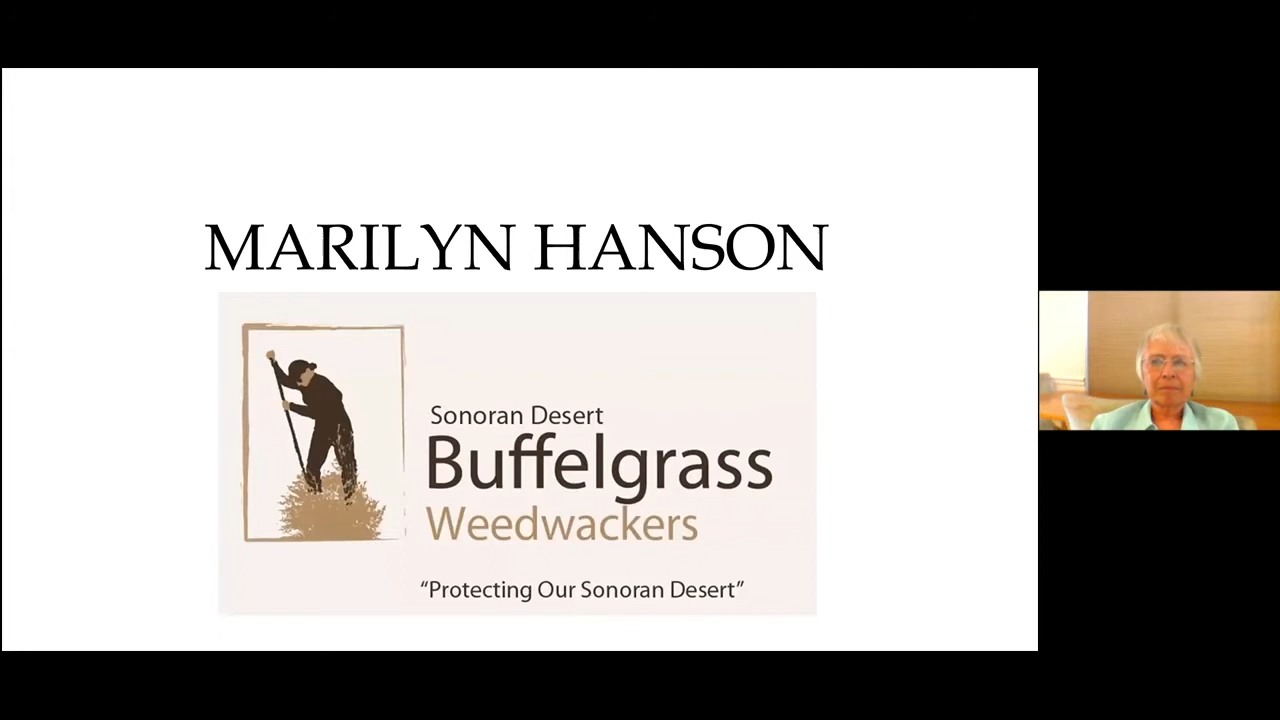 MARILYN HANSON
Sonoran Desert
Buffelgrass
Weedwackers
“Protecting Our Sonoran Desert”